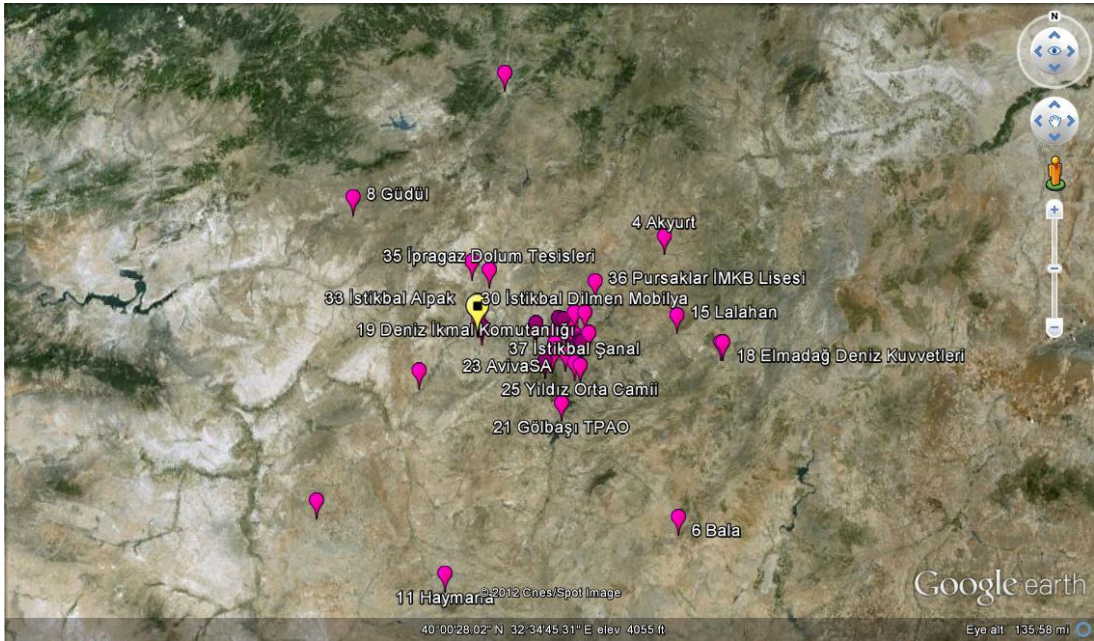 N
8 Güdül
4 Akyurt
35 İpragaz Dolum Tesisleri
36 Pursaklar İMKB Lisesi
33 İstikbal Alpak
30 İstikbal Dilmen Mobilya
15 Lalahan
19 Deniz İkmal Komutanlığı
37 İstikbal Şanal
18 Elmadağ Deniz Kuvvetleri
23 AvivaSA
25 Yıldız Orta Camii
21 Gölbaşı TPAO
6 Bala
11 Haymana
© 2012 Cnes/Spot Image
Google earth
40°00'28.02" N 32°34'45.31" E elev 4055 ft
Eye alt 135.58 mi